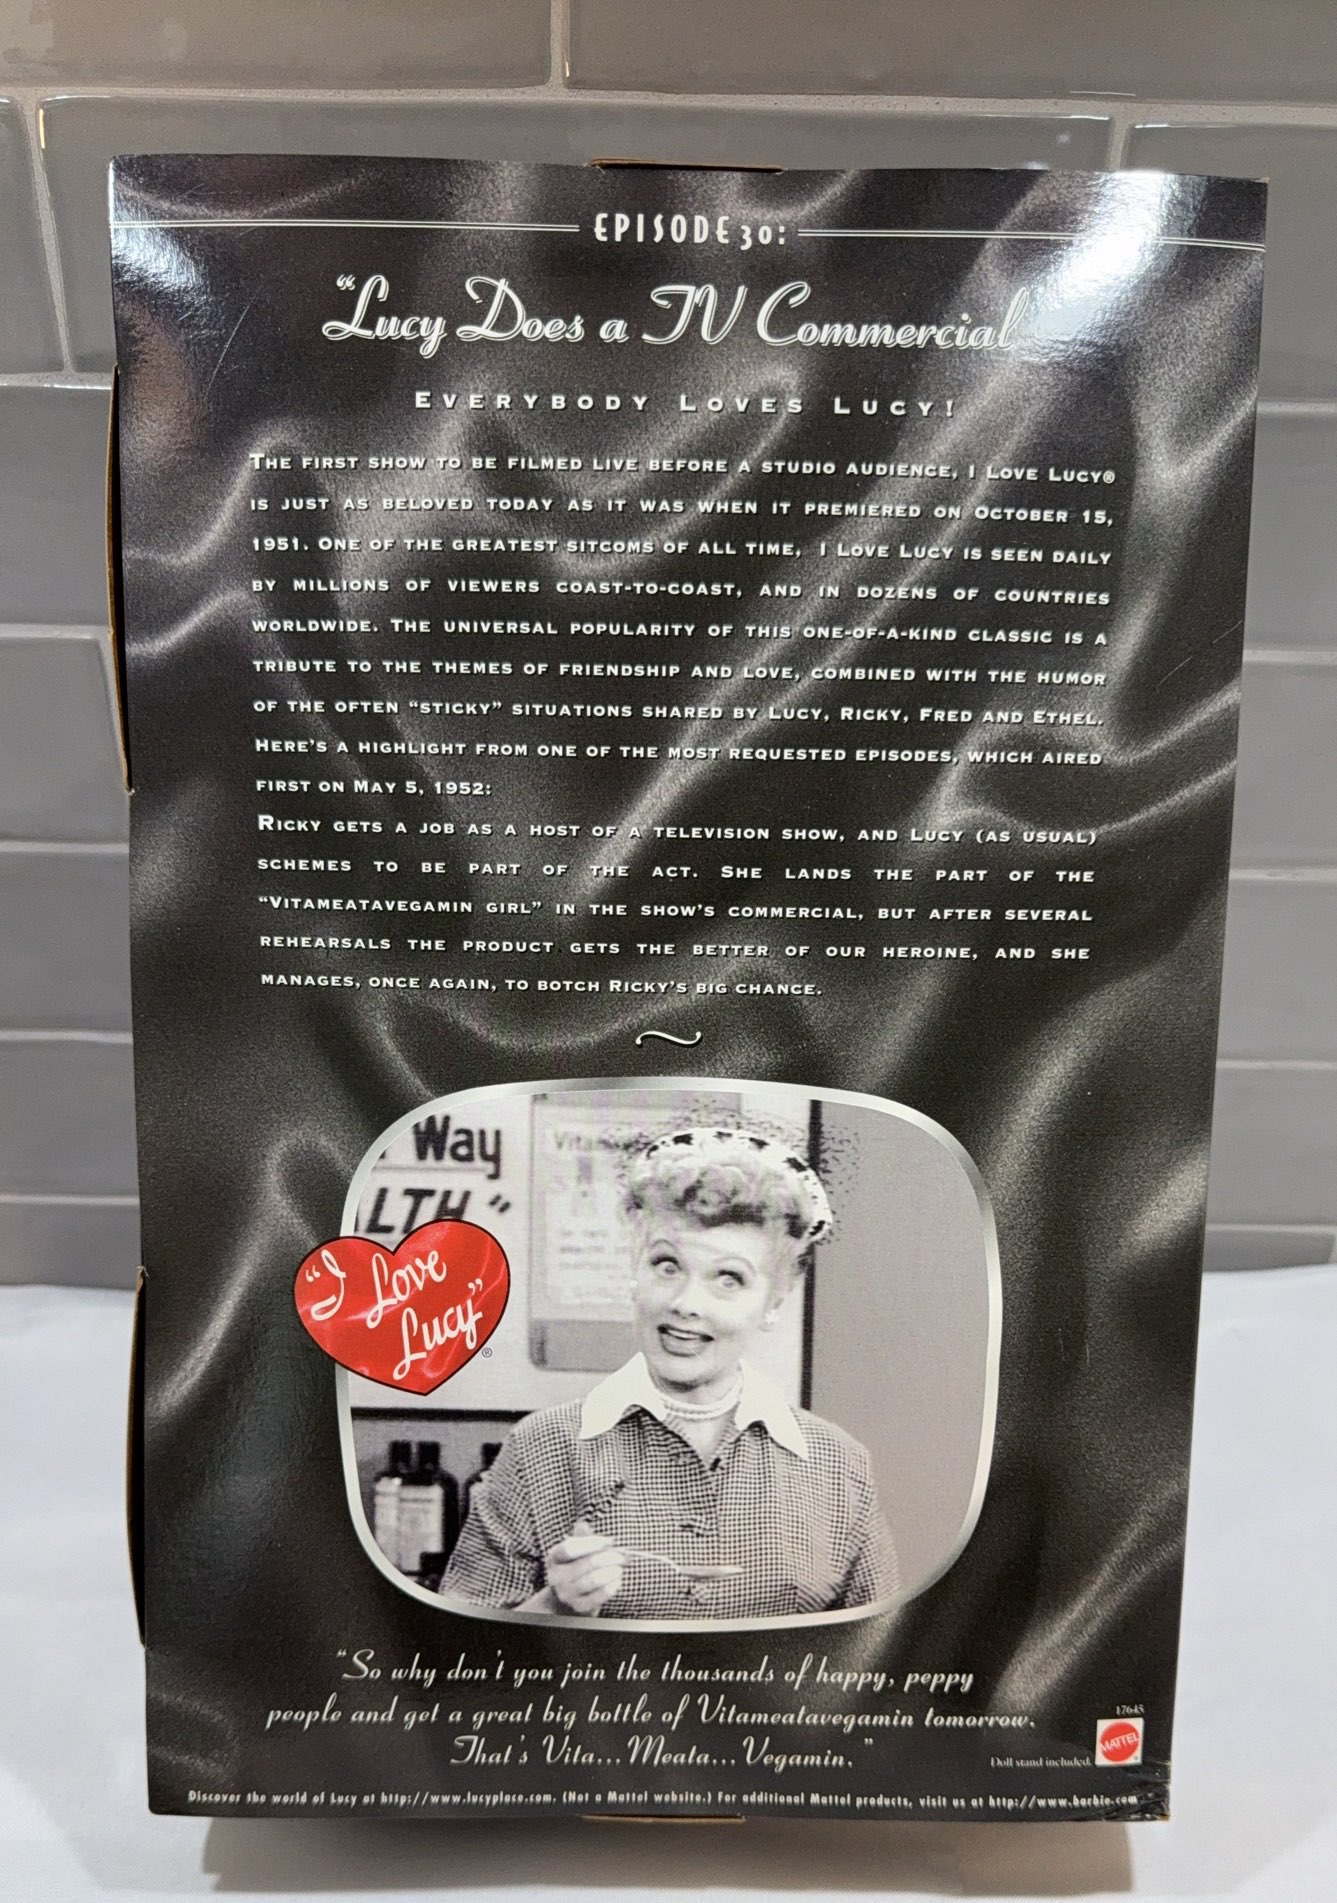 EPISODE 30:
"Lucy Does a TV Commercial
EVERYBODY LOVES LUCY!
THE FIRST SHOW TO BE FILMED LIVE BEFORE A STUDIO AUDIENCE, I LOVE LUCY®
IS JUST AS BELOVED TODAY AS IT WAS WHEN IT PREMIERED ON OCTOBER 15,
1951. ONE OF THE GREATEST SITCOMS OF ALL TIME, I LOVE LUCY IS SEEN DAILY
BY MILLIONS OF VIEWERS COAST-TO-COAST, AND IN DOZENS OF COUNTRIES
WORLDWIDE. THE UNIVERSAL POPULARITY OF THIS ONE-OF-A-KIND CLASSIC IS A
TRIBUTE TO THE THEMES OF FRIENDSHIP AND LOVE, COMBINED WITH THE HUMOR
OF THE OFTEN "STICKY" SITUATIONS SHARED BY LUCY, RICKY, FRED AND ETHEL.
HERE'S A HIGHLIGHT FROM ONE OF THE MOST REQUESTED EPISODES, WHICH AIRED
FIRST ON MAY 5, 1952:
RICKY GETS A JOB AS A HOST OF A TELEVISION SHOW, AND LUCY (AS USUAL)
SCHEMES TO BE PART OF THE ACT. SHE LANDS THE PART OF THE
"VITAMEATAVEGAMIN GIRL" IN THE SHOW'S COMMERCIAL, BUT AFTER SEVERAL
REHEARSALS THE PRODUCT GETS THE BETTER OF OUR HEROINE, AND SHE
MANAGES, ONCE AGAIN, TO BOTCH RICKY'S BIG CHANCE.
Way
LTH"
"I Love
Lucy"®
"So why don't you join the thousands of happy, peppy
people and get a great big bottle of Vitameatavegamin tomorrow.
That's Vita... Meata... Vegamin."
17645
MATTEL
Doll stand included.
Discover the world of Lucy at http://www.lucyplace.com. (Not a Mattel website.) For additional Mattel products, visit us at http://www.barbie.com